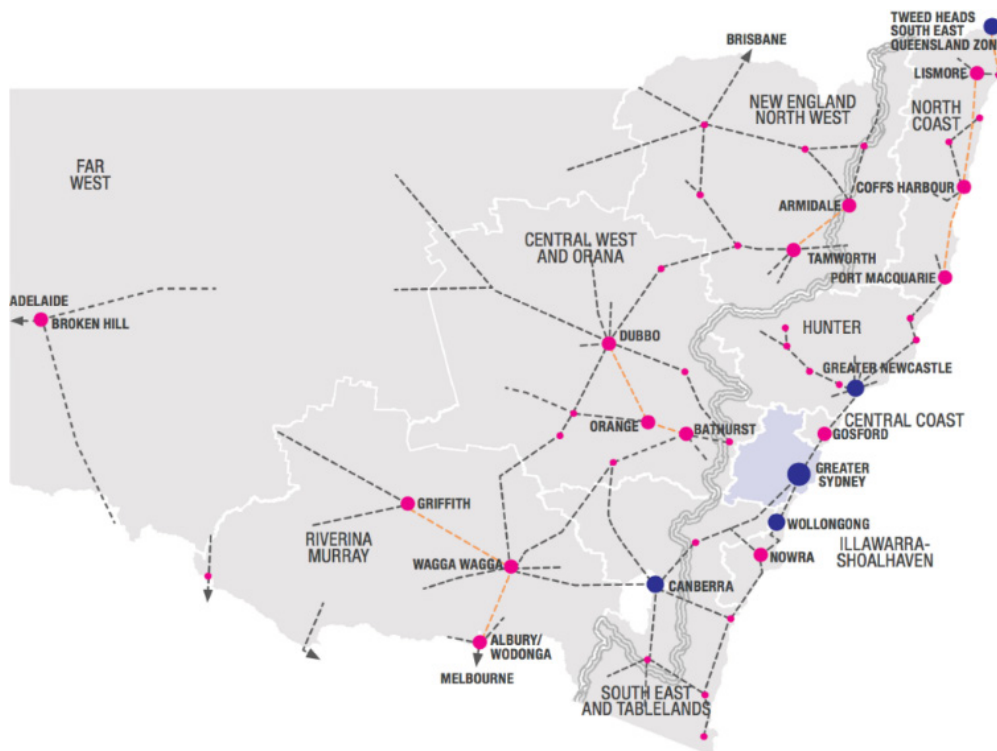 TWEED HEADS
SOUTH EAST
QUEENSLAND ZON
BRISBANE
LISMORE
NEW ENGLAND
NORTH WEST
NORTH
COAST
FAR
WEST
COFFS HARBOUR
ARMIDALE
CENTRAL WEST
AND ORANA
TAMWORTH
PORT MACQUARIE
ADELAIDE
BROKEN HILL
HUNTER
DUBBO
GREATER NEWCASTLE
CENTRAL COAST
ORANGE
BATHURST
GOSFORD
GREATER
SYDNEY
GRIFFITH
WOLLONGONG
RIVERINA
MURRAY
ILLAWARRA-
SHOALHAVEN
WAGGA WAGGA
NOWRA
CANBERRA
ALBURY/
WODONGA
MELBOURNE
SOUTH EAST
AND TABLELANDS